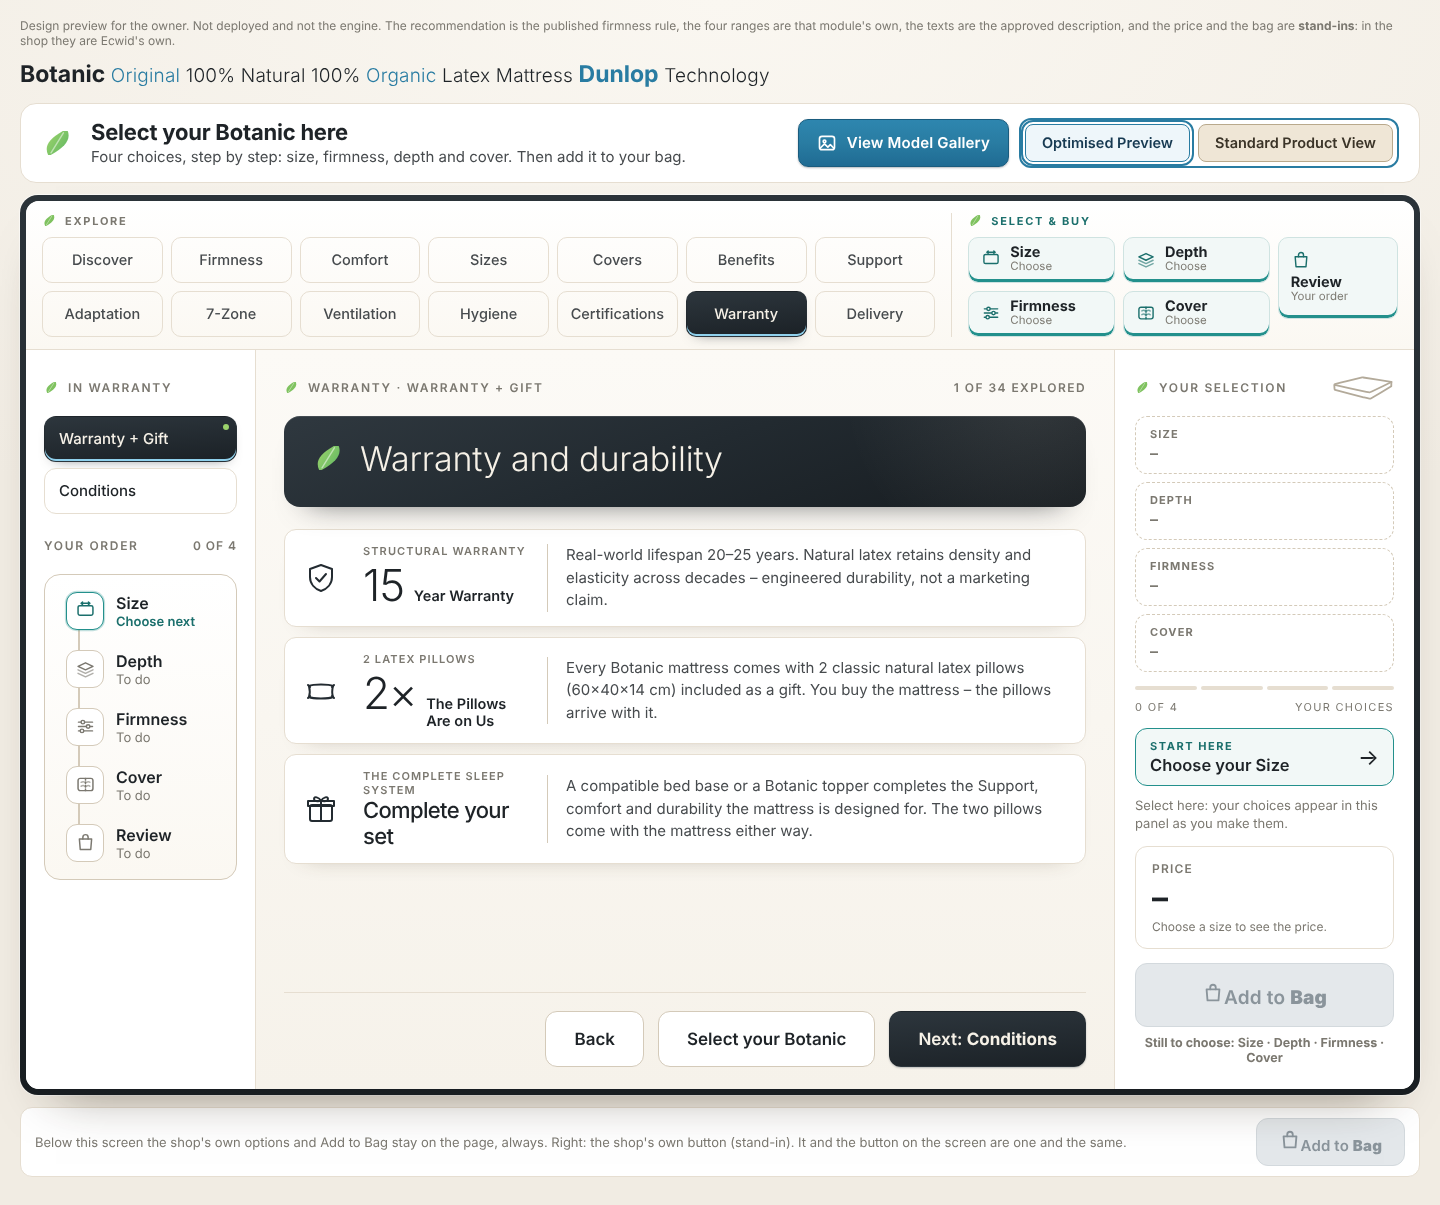 Design preview for the owner. Not deployed and not the engine. The recommendation is the published firmness rule, the four ranges are that module's own, the texts are the approved description, and the price and the bag are stand-ins: in the
shop they are Ecwid's own.
Botanic Original 100% Natural 100% Organic Latex Mattress Dunlop Technology
Select your Botanic here
Four choices, step by step: size, firmness, depth and cover. Then add it to your bag.
View Model Gallery
Optimised Preview
Standard Product View
EXPLORE
Discover
Firmness
Comfort
Sizes
Covers
Benefits
Support
Adaptation
7-Zone
Ventilation
Hygiene
Certifications
Warranty
Delivery
SELECT & BUY
Size
Choose
Depth
Choose
Firmness
Choose
Cover
Choose
Review
Your order
IN WARRANTY
Warranty + Gift
Conditions
YOUR ORDER 0 OF 4
Size
Choose next
Depth
To do
Firmness
To do
Cover
To do
Review
To do
WARRANTY · WARRANTY + GIFT
1 OF 34 EXPLORED
Warranty and durability
STRUCTURAL WARRANTY
15 Year Warranty
Real-world lifespan 20–25 years. Natural latex retains density and
elasticity across decades – engineered durability, not a marketing
claim.
2 LATEX PILLOWS
2× The Pillows
Are on Us
Every Botanic mattress comes with 2 classic natural latex pillows
(60×40×14 cm) included as a gift. You buy the mattress – the pillows
arrive with it.
THE COMPLETE SLEEP
SYSTEM
Complete your
set
A compatible bed base or a Botanic topper completes the Support,
comfort and durability the mattress is designed for. The two pillows
come with the mattress either way.
Back
Select your Botanic
Next: Conditions
YOUR SELECTION
SIZE
–
DEPTH
–
FIRMNESS
–
COVER
–
0 OF 4 YOUR CHOICES
START HERE
Choose your Size
Select here: your choices appear in this
panel as you make them.
PRICE
–
Choose a size to see the price.
Add to Bag
Still to choose: Size · Depth · Firmness ·
Cover
Below this screen the shop's own options and Add to Bag stay on the page, always. Right: the shop's own button (stand-in). It and the button on the screen are one and the same.
Add to Bag